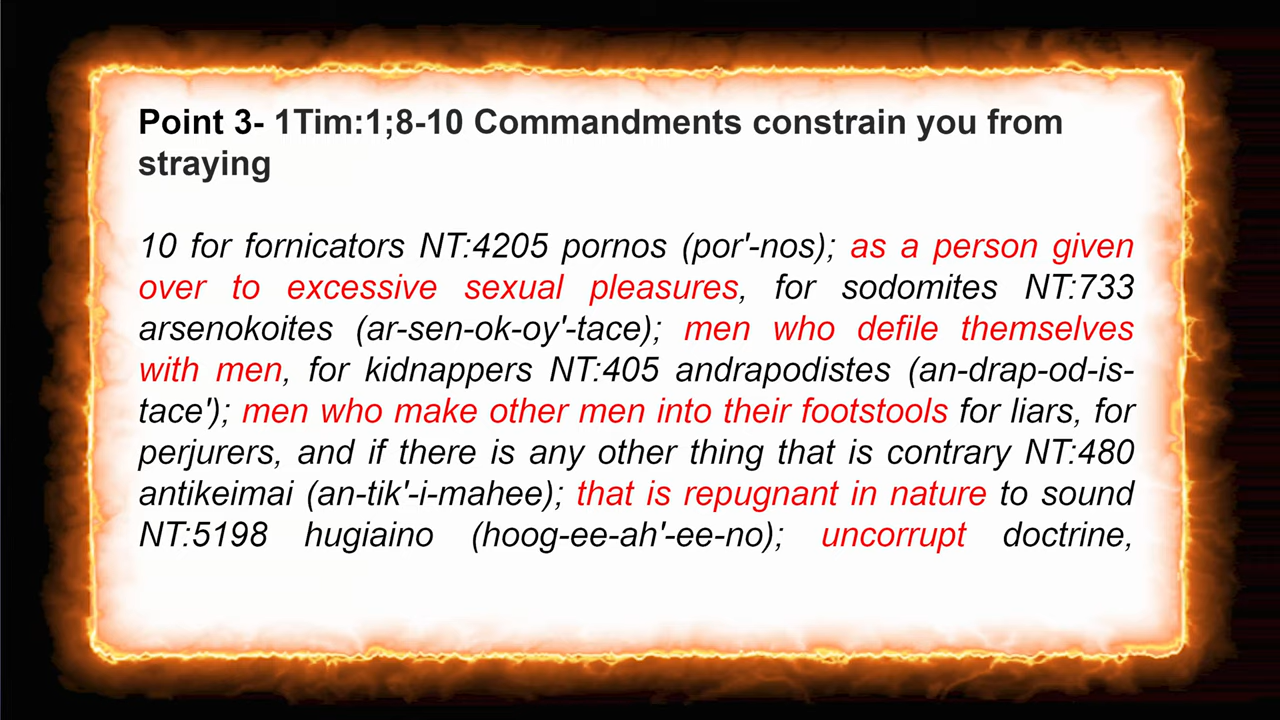 Point 3- 1Tim:1;8-10 Commandments constrain you from
straying
10 for fornicators NT:4205 pornos (por'-nos); as a person given
over to excessive sexual pleasures, for sodomites NT:733
arsenokoites (ar-sen-ok-oy'-tace); men who defile themselves
with men, for kidnappers NT:405 andrapodistes (an-drap-od-is-
tace'); men who make other men into their footstools for liars, for
perjurers, and if there is any other thing that is contrary NT:480
antikeimai (an-tik'-i-mahee); that is repugnant in nature to sound
NT:5198 hugiaino (hoog-ee-ah'-ee-no); uncorrupt doctrine,